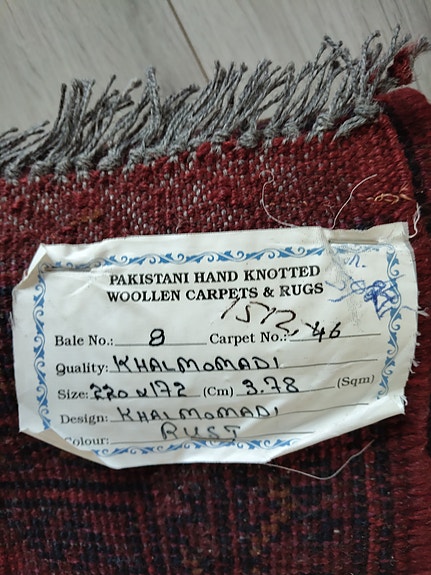 PAKISTANI HAND KNOTTED
WOOLLEN CARPETS & RUGS
1512
Bale No.: 8 Carpet No.: 46
Quality: KHALMOMADI
Size: 220 x 172 (Cm) 3.78 (Sqm)
Design: KHALMOMADI
Colour: RUST